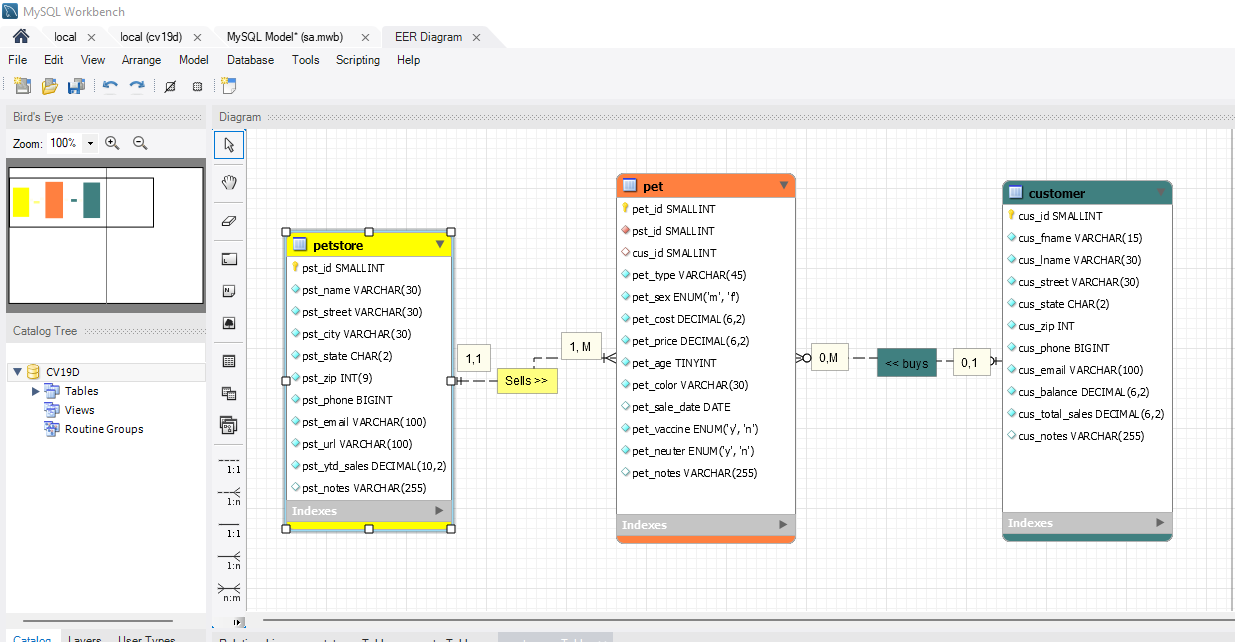 MySQL Workbench
local
local (cv19d)
MySQL Model* (sa.mwb)
EER Diagram
File Edit View Arrange Model Database Tools Scripting Help
Bird's Eye
Zoom: 100%
Catalog Tree
CV19D
Tables
Views
Routine Groups
Catalog Layers User Types
Diagram
1:1
1:n
1:1
1:n
n:m
petstore
pst_id SMALLINT
pst_name VARCHAR(30)
pst_street VARCHAR(30)
pst_city VARCHAR(30)
pst_state CHAR(2)
pst_zip INT(9)
pst_phone BIGINT
pst_email VARCHAR(100)
pst_url VARCHAR(100)
pst_ytd_sales DECIMAL(10,2)
pst_notes VARCHAR(255)
Indexes
1,1
Sells >>
1, M
pet
pet_id SMALLINT
pst_id SMALLINT
cus_id SMALLINT
pet_type VARCHAR(45)
pet_sex ENUM('m', 'f')
pet_cost DECIMAL(6,2)
pet_price DECIMAL(6,2)
pet_age TINYINT
pet_color VARCHAR(30)
pet_sale_date DATE
pet_vaccine ENUM('y', 'n')
pet_neuter ENUM('y', 'n')
pet_notes VARCHAR(255)
Indexes
0,M
<< buys
0,1
customer
cus_id SMALLINT
cus_fname VARCHAR(15)
cus_lname VARCHAR(30)
cus_street VARCHAR(30)
cus_state CHAR(2)
cus_zip INT
cus_phone BIGINT
cus_email VARCHAR(100)
cus_balance DECIMAL(6,2)
cus_total_sales DECIMAL(6,2)
cus_notes VARCHAR(255)
Indexes